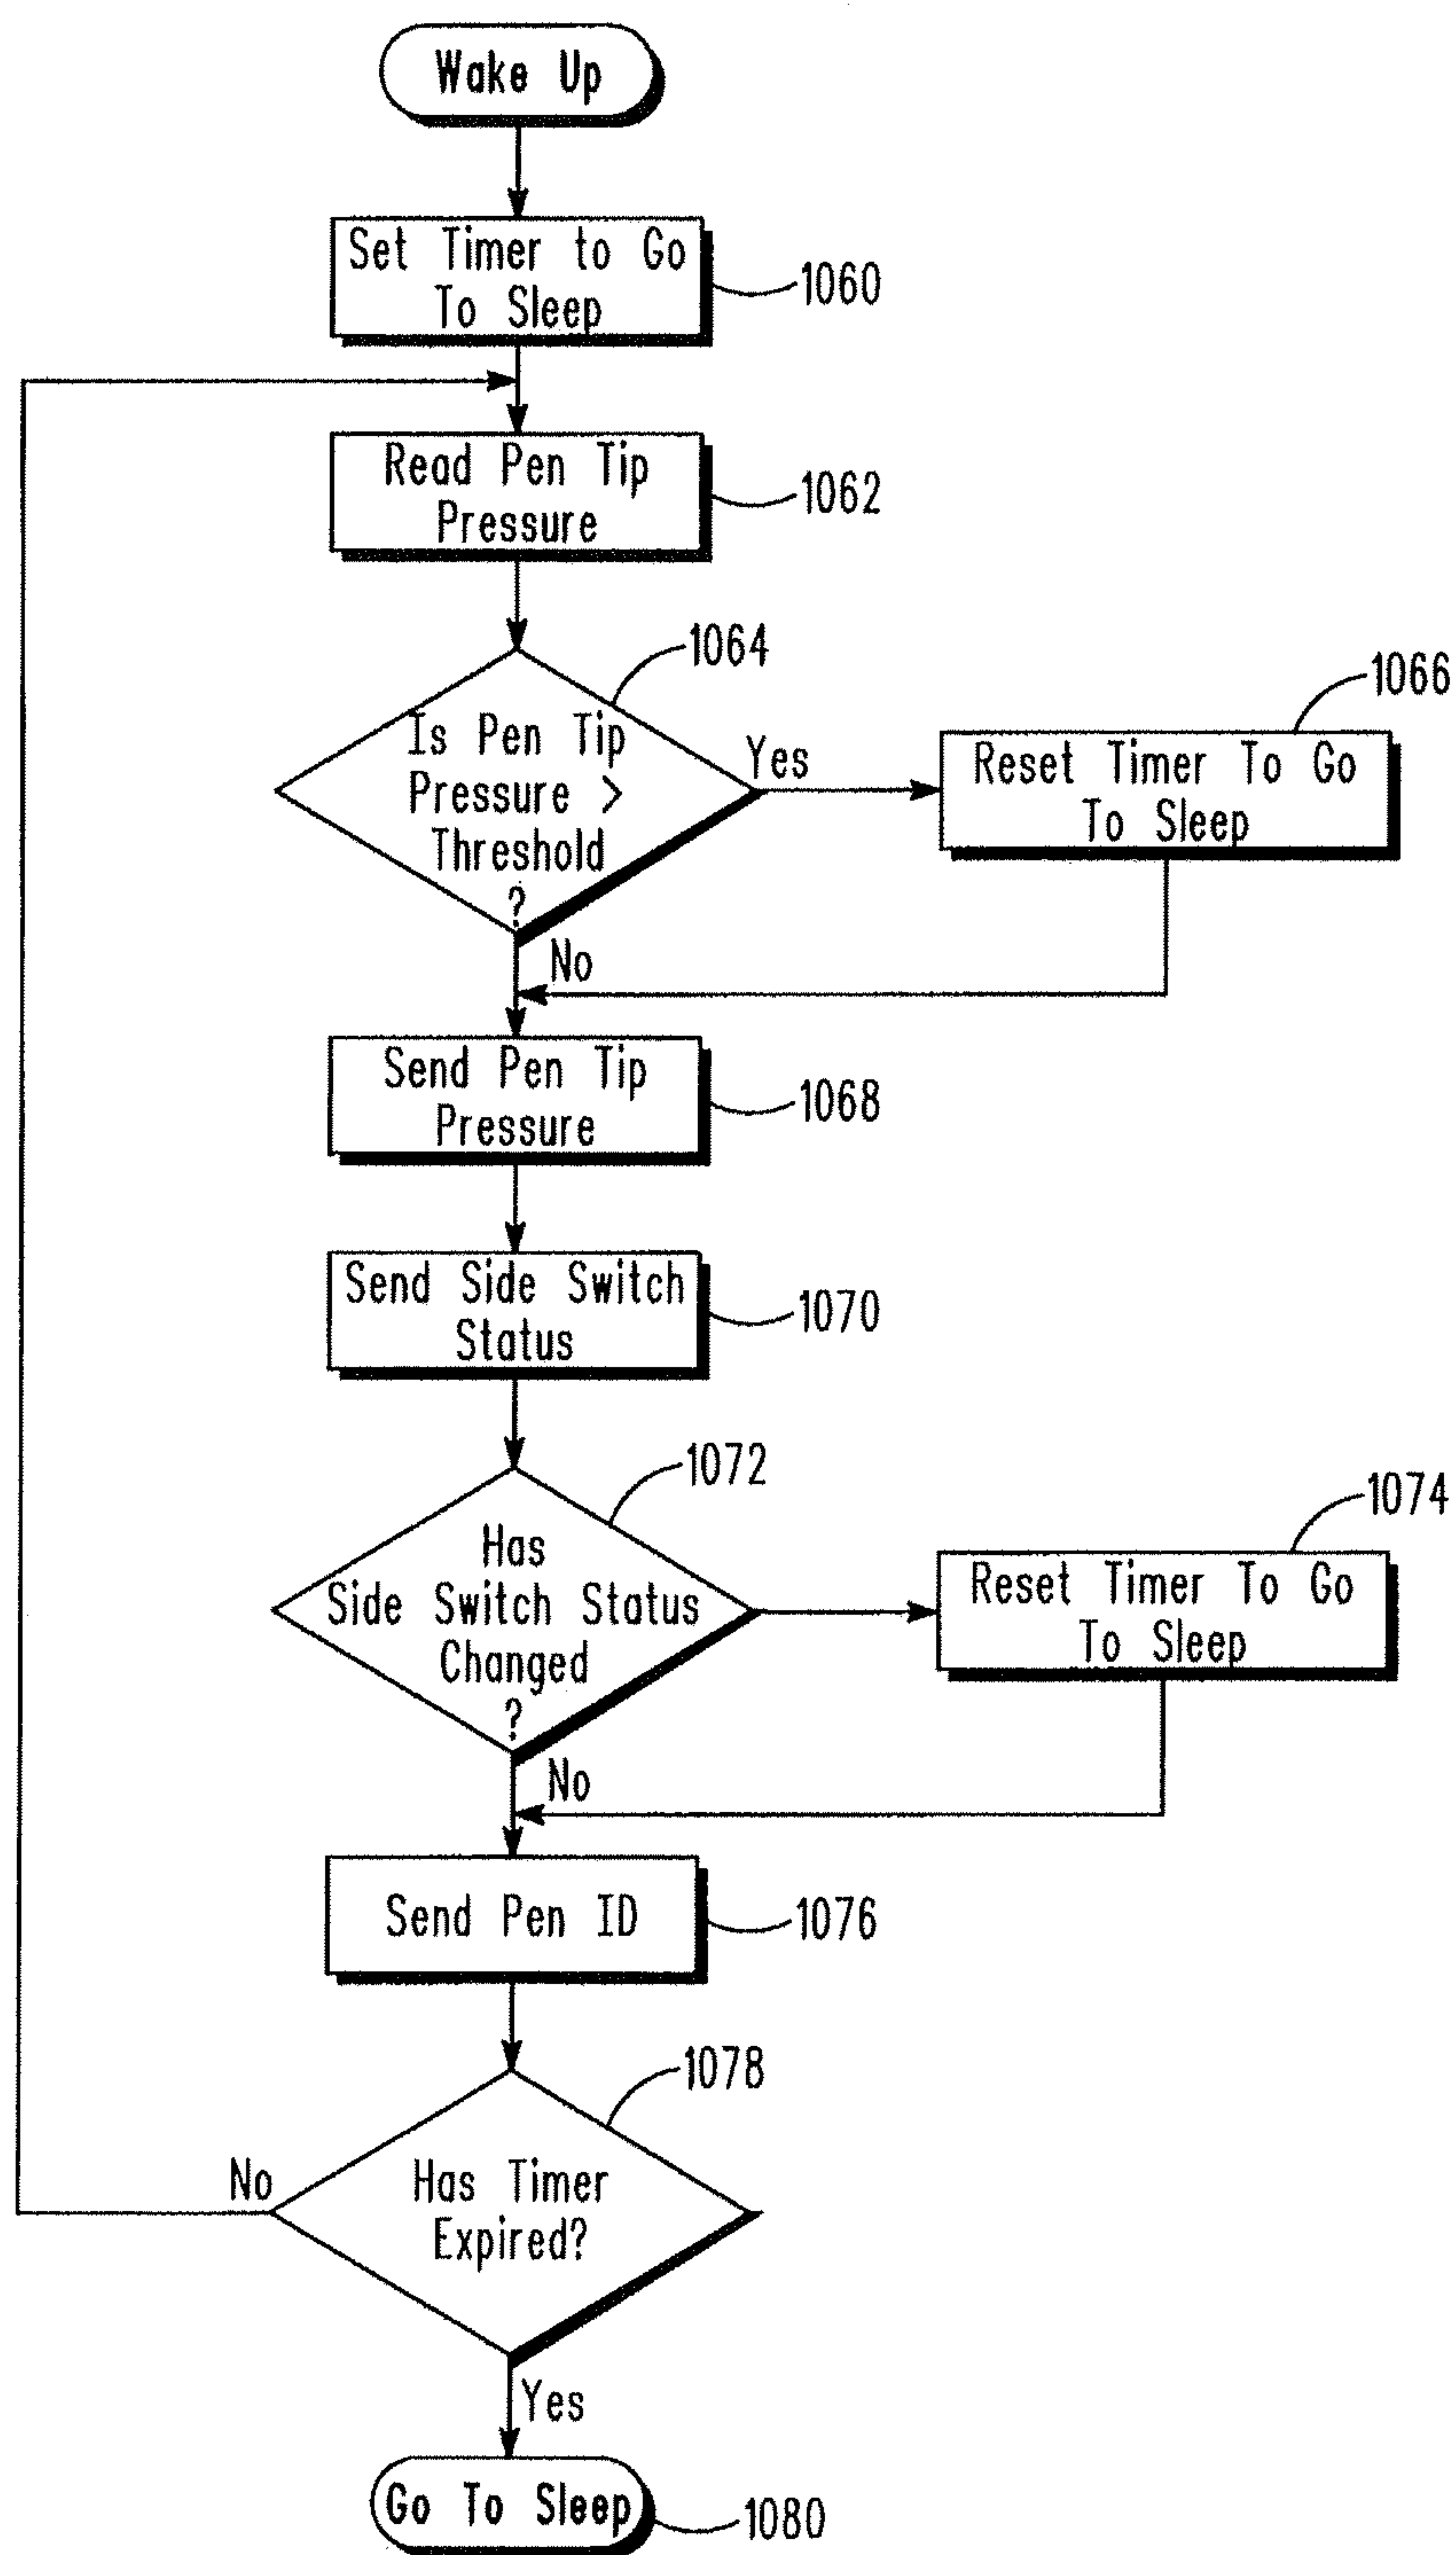 Wake Up
Set Timer to Go
To Sleep
1060
Read Pen Tip
Pressure
1062
1064
Is Pen Tip
Pressure >
Threshold
?
Yes
No
1066
Reset Timer To Go
To Sleep
Send Pen Tip
Pressure
1068
Send Side Switch
Status
1070
1072
Has
Side Switch Status
Changed
?
No
1074
Reset Timer To Go
To Sleep
Send Pen ID
1076
1078
Has Timer
Expired?
No
Yes
Go To Sleep
1080